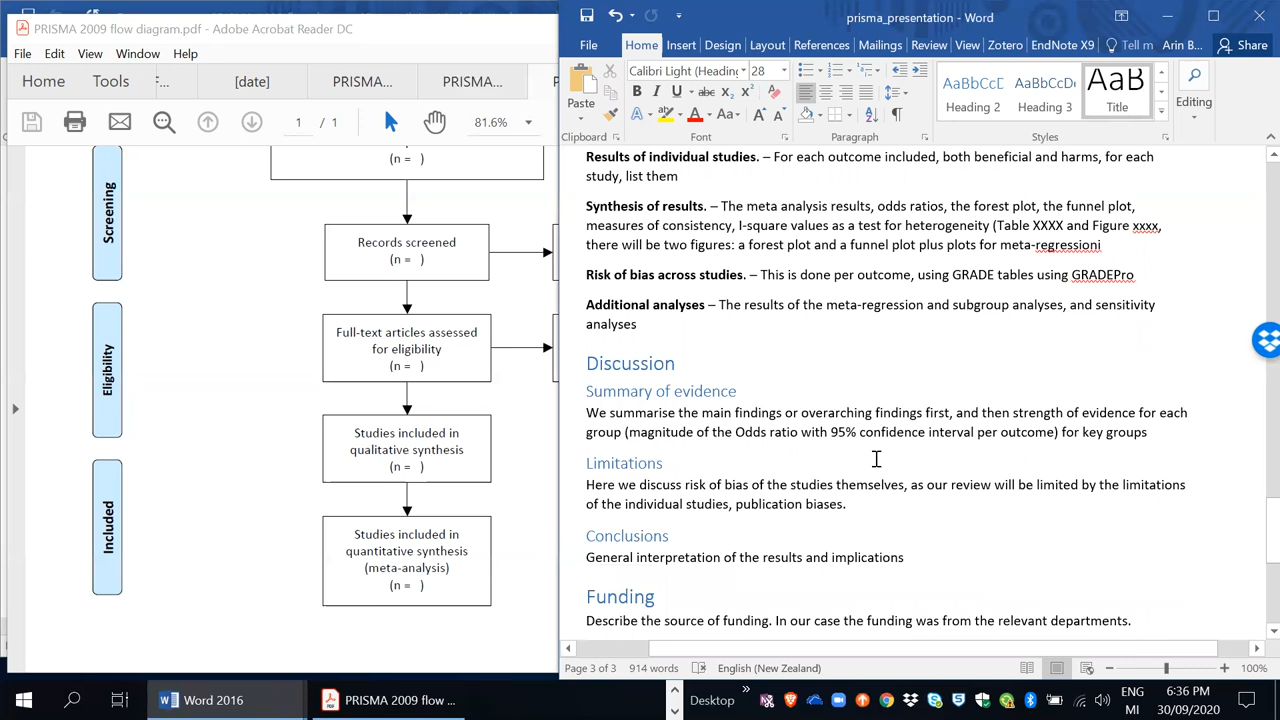 PRISMA 2009 flow diagram.pdf - Adobe Acrobat Reader DC
File Edit View Window Help
Home Tools [date] PRISMA... PRISMA...
1 / 1 81.6%
(n = )
Screening
Records screened
(n = )
Full-text articles assessed
for eligibility
(n = )
Eligibility
Studies included in
qualitative synthesis
(n = )
Included
Studies included in
quantitative synthesis
(meta-analysis)
(n = )
prisma_presentation - Word
File Home Insert Design Layout References Mailings Review View Zotero EndNote X9 Tell m Arin B... Share
Paste
Calibri Light (Heading 28
B I U abc X2 X2
A Aa A A
AaBbCcD AaBbCcD AaB
Heading 2 Heading 3 Title
Editing
Clipboard Font Paragraph Styles
Results of individual studies. – For each outcome included, both beneficial and harms, for each
study, list them
Synthesis of results. – The meta analysis results, odds ratios, the forest plot, the funnel plot,
measures of consistency, I-square values as a test for heterogeneity (Table XXXX and Figure xxxx,
there will be two figures: a forest plot and a funnel plot plus plots for meta-regressioni
Risk of bias across studies. – This is done per outcome, using GRADE tables using GRADEPro
Additional analyses – The results of the meta-regression and subgroup analyses, and sensitivity
analyses
Discussion
Summary of evidence
We summarise the main findings or overarching findings first, and then strength of evidence for each
group (magnitude of the Odds ratio with 95% confidence interval per outcome) for key groups
Limitations
Here we discuss risk of bias of the studies themselves, as our review will be limited by the limitations
of the individual studies, publication biases.
Conclusions
General interpretation of the results and implications
Funding
Describe the source of funding. In our case the funding was from the relevant departments.
Page 3 of 3 914 words English (New Zealand) 100%
Word 2016 PRISMA 2009 flow ... Desktop ENG 6:36 PM
MI 30/09/2020